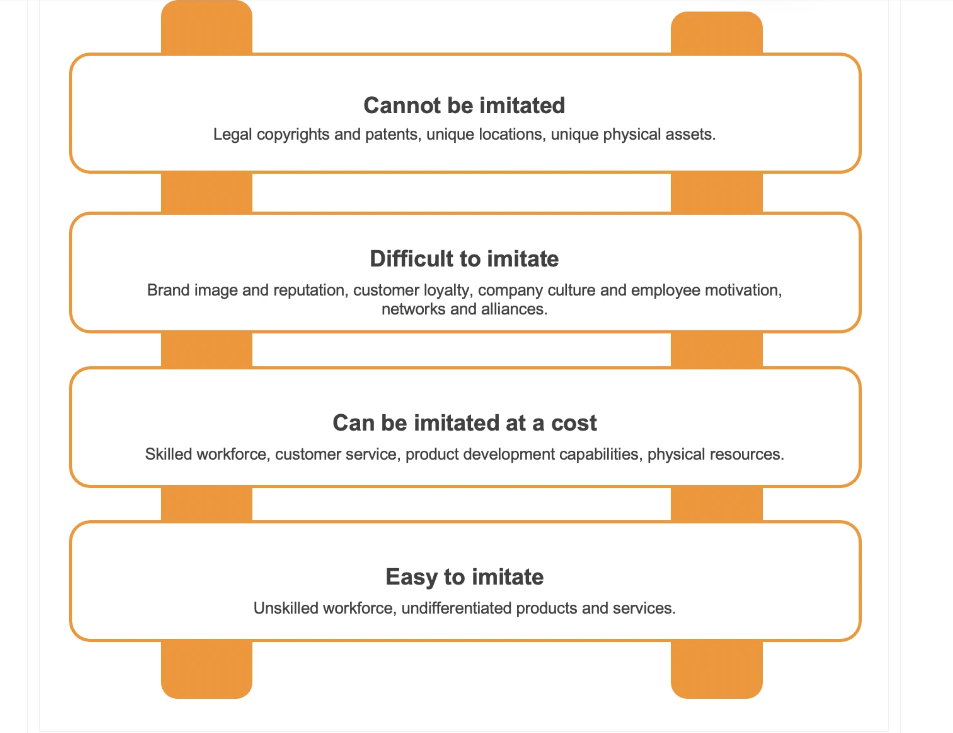 Cannot be imitated
Legal copyrights and patents, unique locations, unique physical assets.
Difficult to imitate
Brand image and reputation, customer loyalty, company culture and employee motivation,
networks and alliances.
Can be imitated at a cost
Skilled workforce, customer service, product development capabilities, physical resources.
Easy to imitate
Unskilled workforce, undifferentiated products and services.